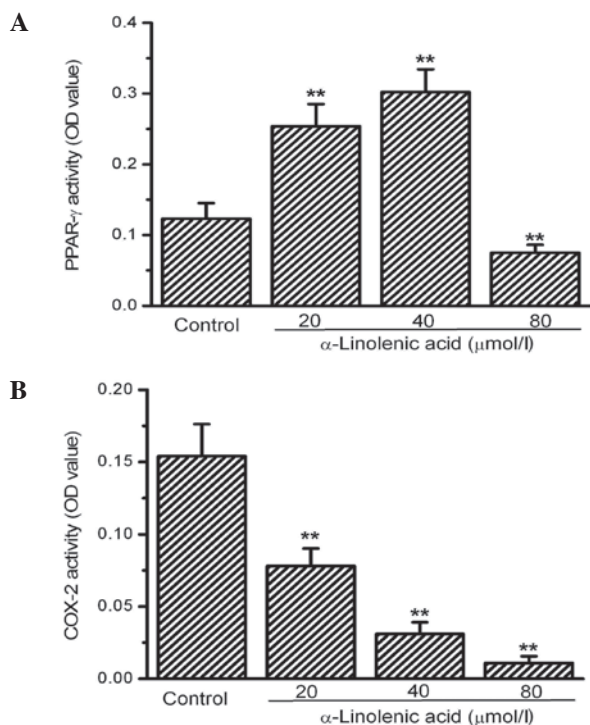 A
PPAR-γ activity (OD value)
0.4
0.3
0.2
0.1
0.0
**
**
**
Control
20
40
80
α-Linolenic acid (μmol/l)
B
COX-2 activity (OD value)
0.20
0.15
0.10
0.05
0.00
**
**
**
Control
20
40
80
α-Linolenic acid (μmol/l)